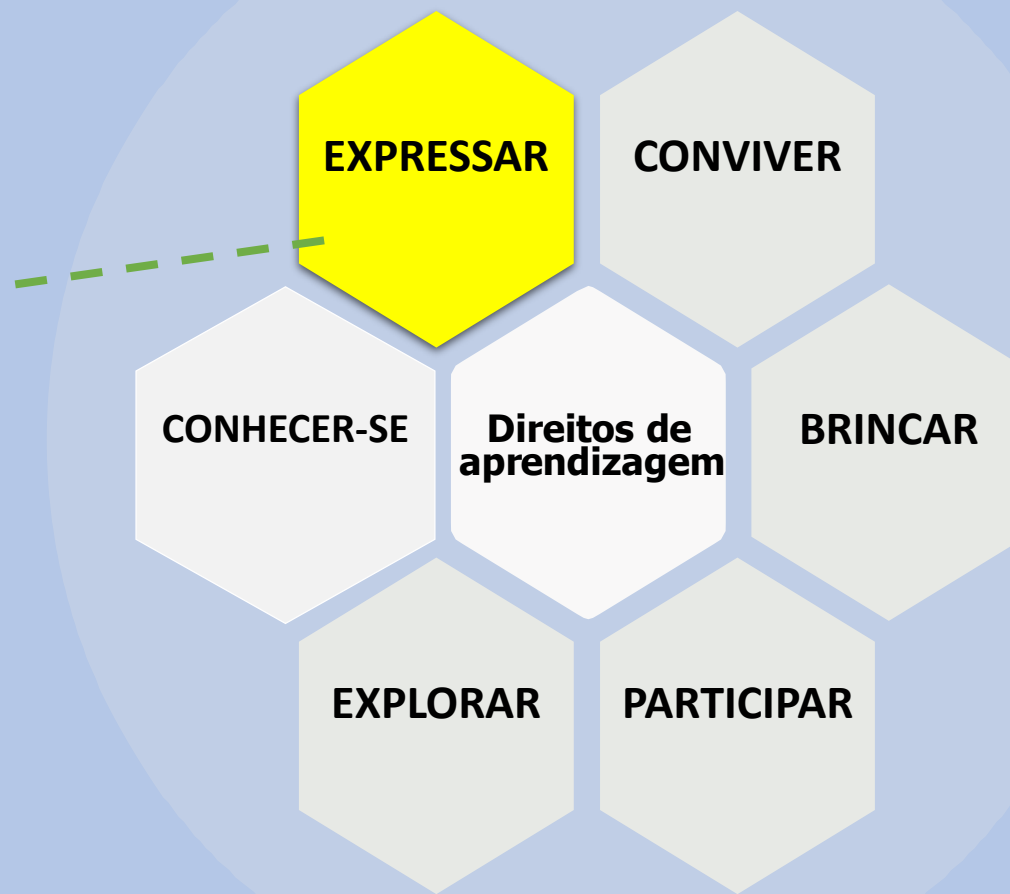 EXPRESSAR
CONVIVER
CONHECER-SE
Direitos de
aprendizagem
BRINCAR
EXPLORAR
PARTICIPAR